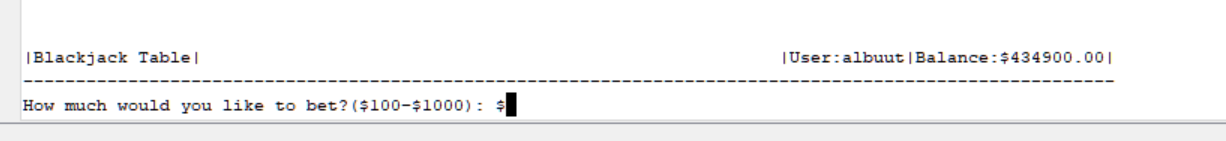 |Blackjack Table| |User:albuut|Balance:$434900.00|
--------------------------------------------------------------------------------------------------------
How much would you like to bet?($100-$1000): $